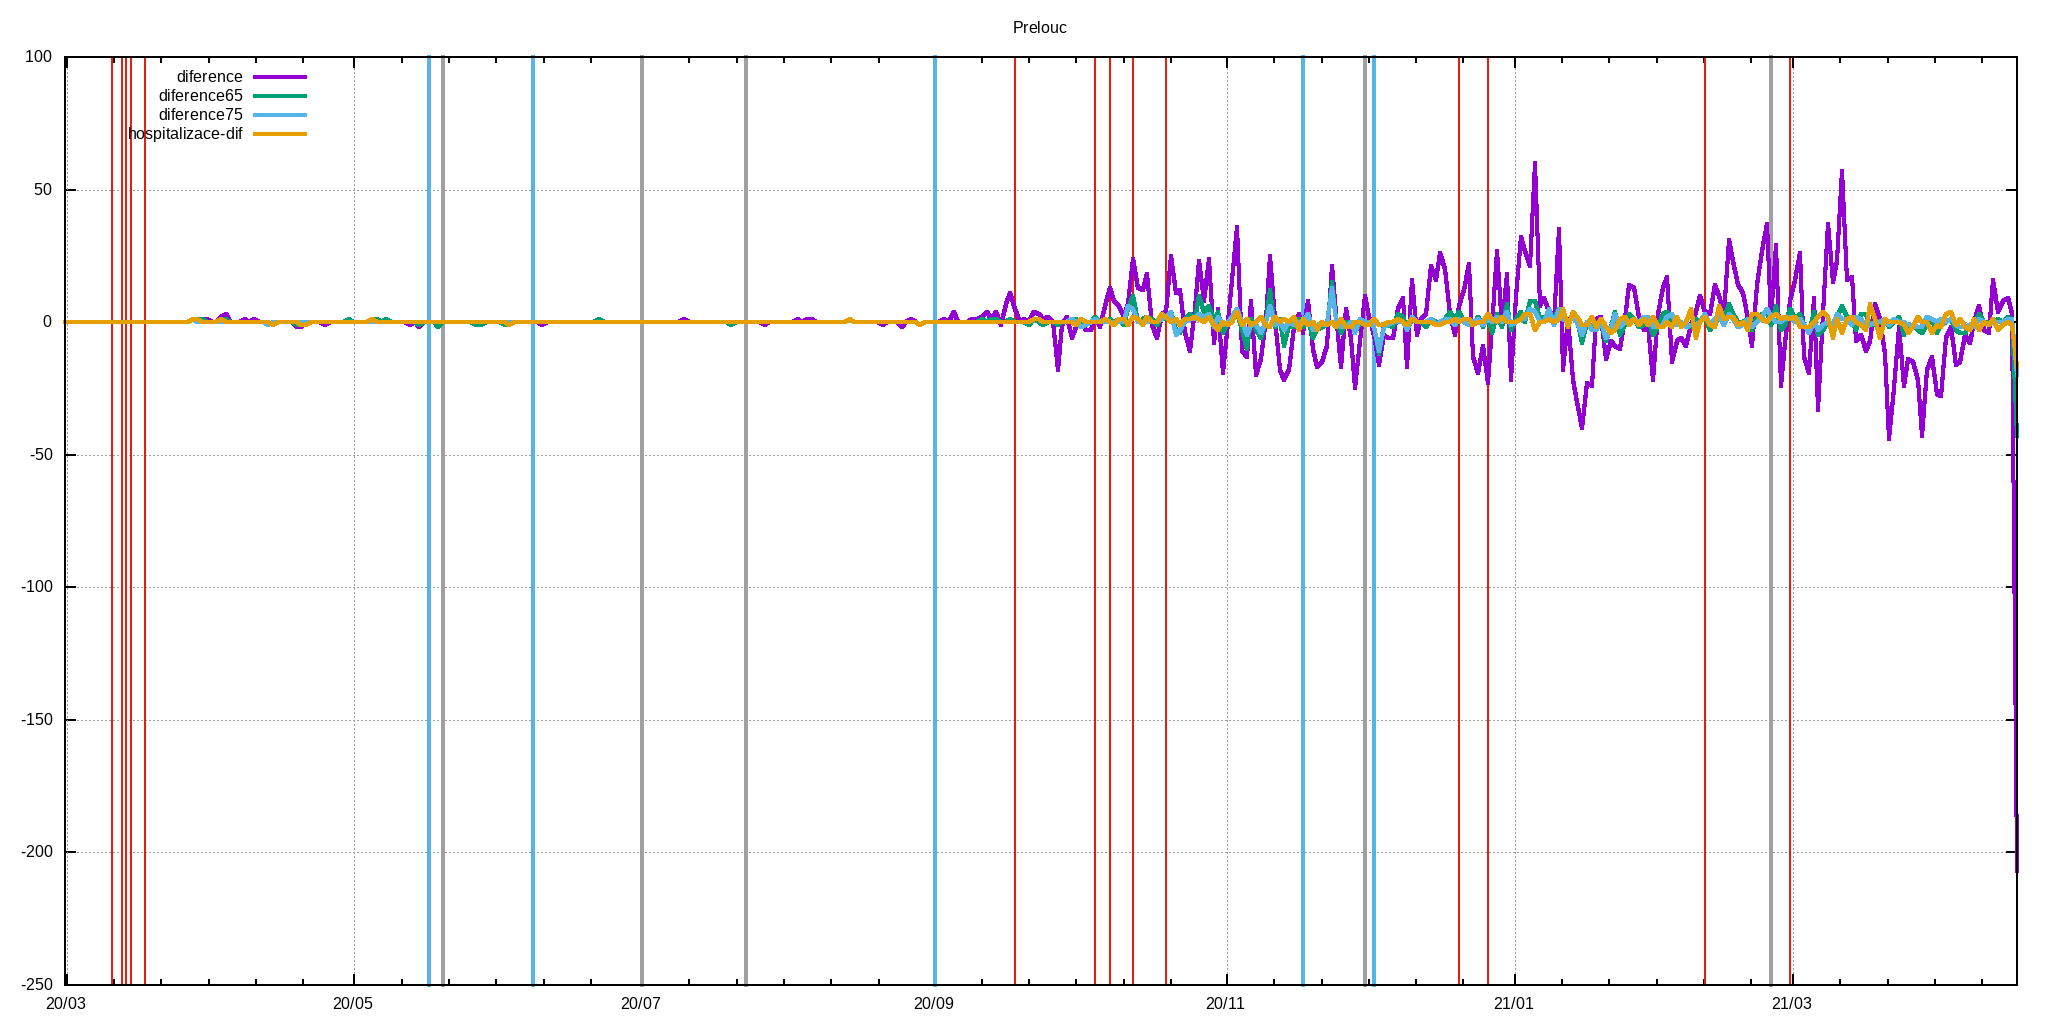 Prelouc
100
diference
diference65
diference75
hospitalizace-dif
50
0
-50
-100
-150
-200
-250
20/03 20/05 20/07 20/09 20/11 21/01 21/03